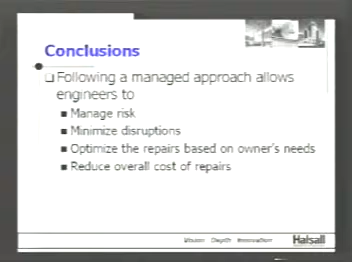 Conclusions
Following a managed approach allows
engineers to
Manage risk
Minimize disruptions
Optimize the repairs based on owner's needs
Reduce overall cost of repairs
Vision Depth Innovation
Halsall